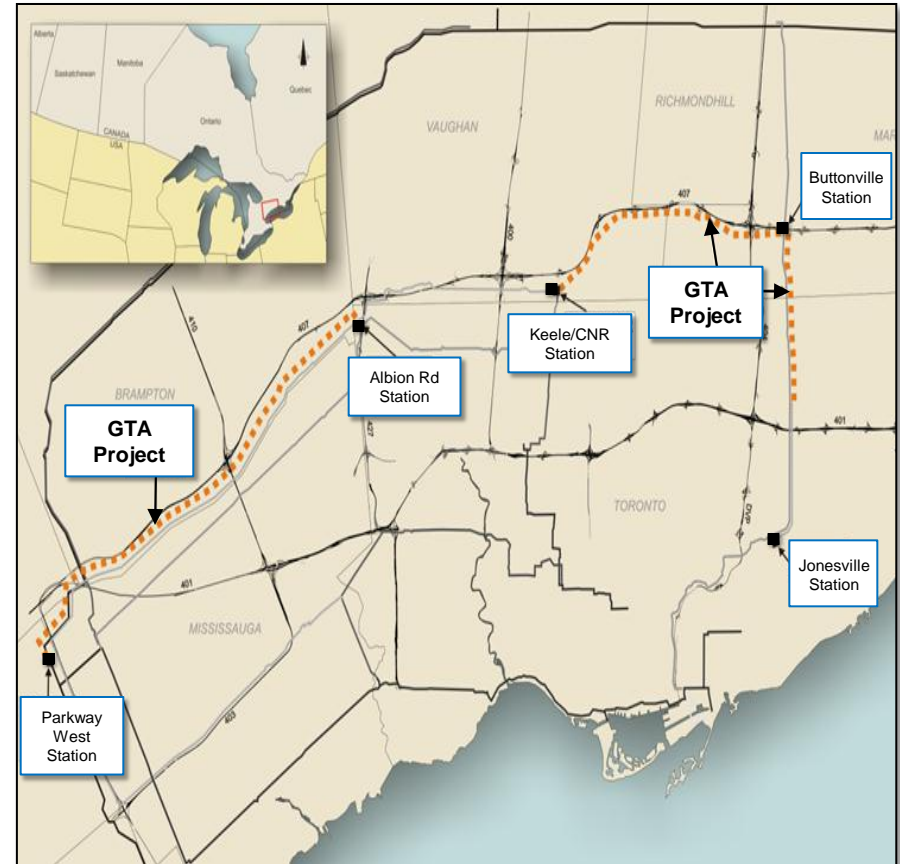 Alberta
Saskatchewan
Manitoba
Ontario
Quebec
CANADA
USA
VAUGHAN
RICHMONDHILL
MAR
Buttonville
Station
407
400
GTA
Project
Keele/CNR
Station
410
407
Albion Rd
Station
BRAMPTON
GTA
Project
427
401
TORONTO
DVP
Jonesville
Station
401
MISSISSAUGA
403
Parkway
West
Station